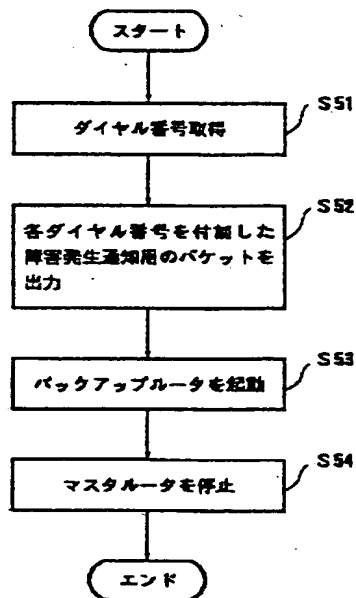 スタート
S51
ダイヤル番号取得
S52
各ダイヤル番号を付属した
障害発生通知用のパケットを
出力
S53
バックアップルータを起動
S54
マスタルータを停止
エンド